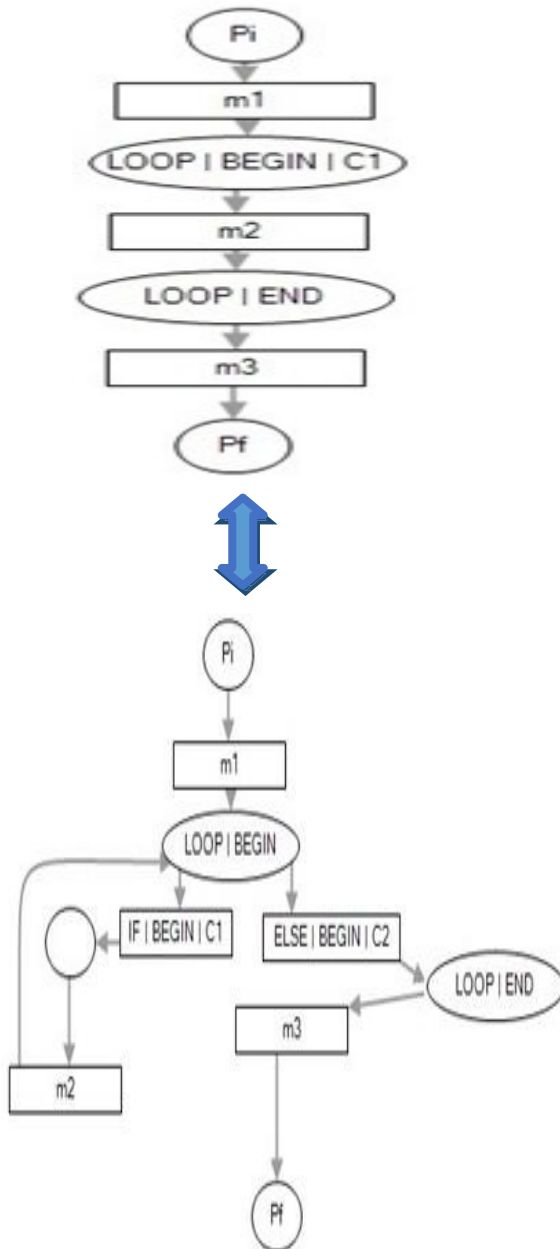 Pi
m1
LOOP | BEGIN | C1
m2
LOOP | END
m3
Pf
Pi
m1
LOOP | BEGIN
IF | BEGIN | C1
ELSE | BEGIN | C2
LOOP | END
m3
m2
Pf